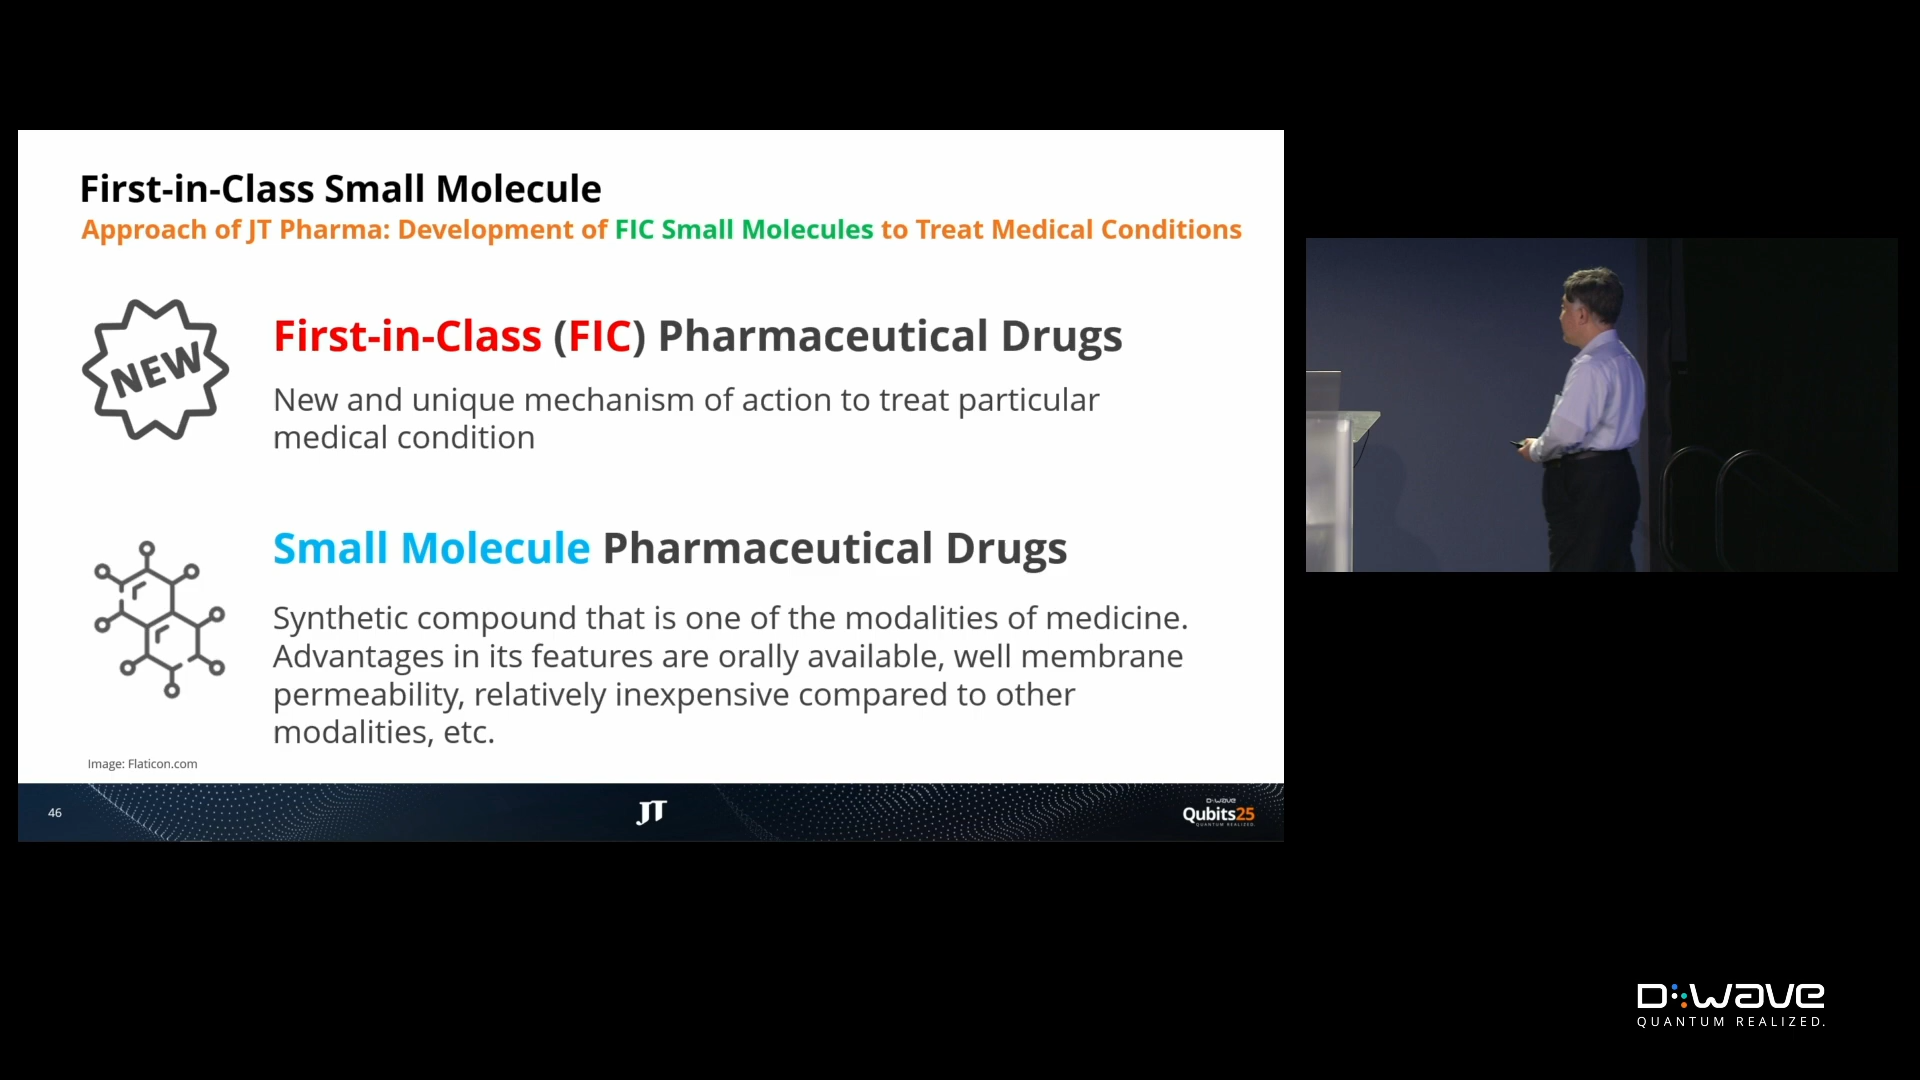 First-in-Class Small Molecule
Approach of JT Pharma: Development of FIC Small Molecules to Treat Medical Conditions
NEW
First-in-Class (FIC) Pharmaceutical Drugs
New and unique mechanism of action to treat particular
medical condition
Small Molecule Pharmaceutical Drugs
Synthetic compound that is one of the modalities of medicine.
Advantages in its features are orally available, well membrane
permeability, relatively inexpensive compared to other
modalities, etc.
Image: Flaticon.com
46
JT
D:Wave
Qubits25
QUANTUM REALIZED.
D:Wave
QUANTUM REALIZED.